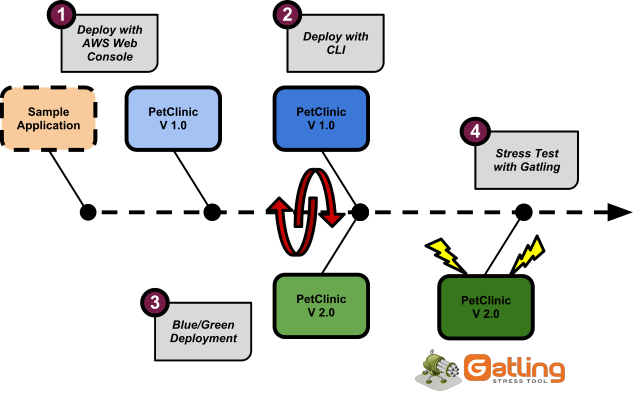 1
Deploy with
AWS Web
Console
2
Deploy with
CLI
Sample
Application
PetClinic
V 1.0
PetClinic
V 1.0
4
Stress Test
with Gatling
3
Blue/Green
Deployment
PetClinic
V 2.0
PetClinic
V 2.0
Gatling
STRESS TOOL